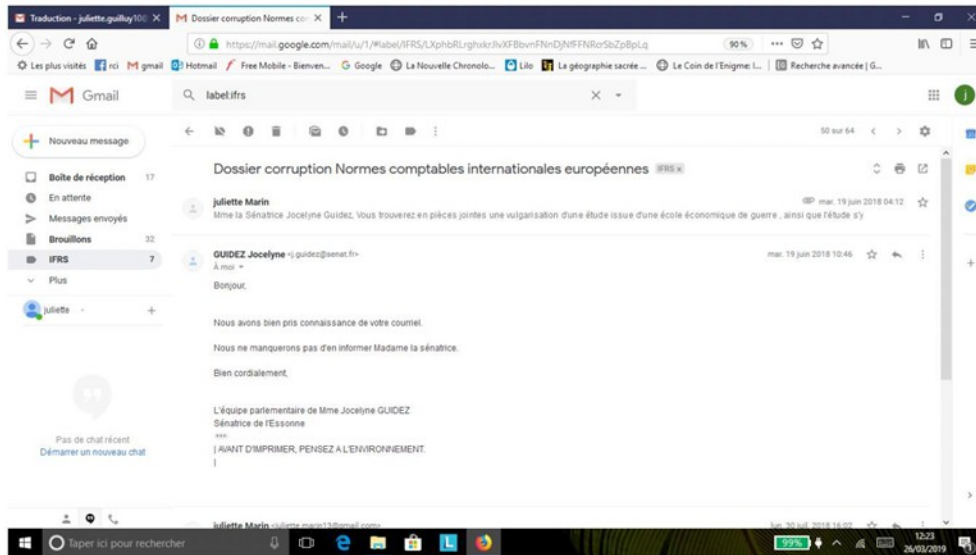 Traduction - juliette.guilluy10
Dossier corruption Normes con
https://mail.google.com/mail/u/1/#label/IFRS/
90%
Les plus visités rci M gmail Hotmail Free Mobile - Bienven... Google La Nouvelle Chronolo... Lilo La géographie sacrée ... Le Coin de l'Enigme: l... Recherche avancée | G...
Gmail
label:ifrs
Nouveau message
50 sur 64
Boîte de réception 17
En attente
Messages envoyés
Brouillons 32
IFRS 7
Plus
juliette
Pas de chat récent
Démarrer un nouveau chat
Dossier corruption Normes comptables internationales européennes IFRS x
juliette Marin mar. 19 juin 2018 04:12
Mme la Sénatrice Jocelyne Guidez, Vous trouverez en pièces jointes une vulgarisation d'une étude issue d'une école économique de guerre , ainsi que l'étude s'y
GUIDEZ Jocelyne <j.guidez@senat.fr> mar. 19 juin 2018 10:46
À moi
Bonjour,
Nous avons bien pris connaissance de votre courriel.
Nous ne manquerons pas d'en informer Madame la sénatrice.
Bien cordialement,
L'équipe parlementaire de Mme Jocelyne GUIDEZ
Sénatrice de l'Essonne
| AVANT D'IMPRIMER, PENSEZ A L'ENVIRONNEMENT.
|
juliette Marin <juliette.marin13@gmail.com> lun. 30 juil. 2018 16:02
Taper ici pour rechercher
99%
12:23
26/03/2019